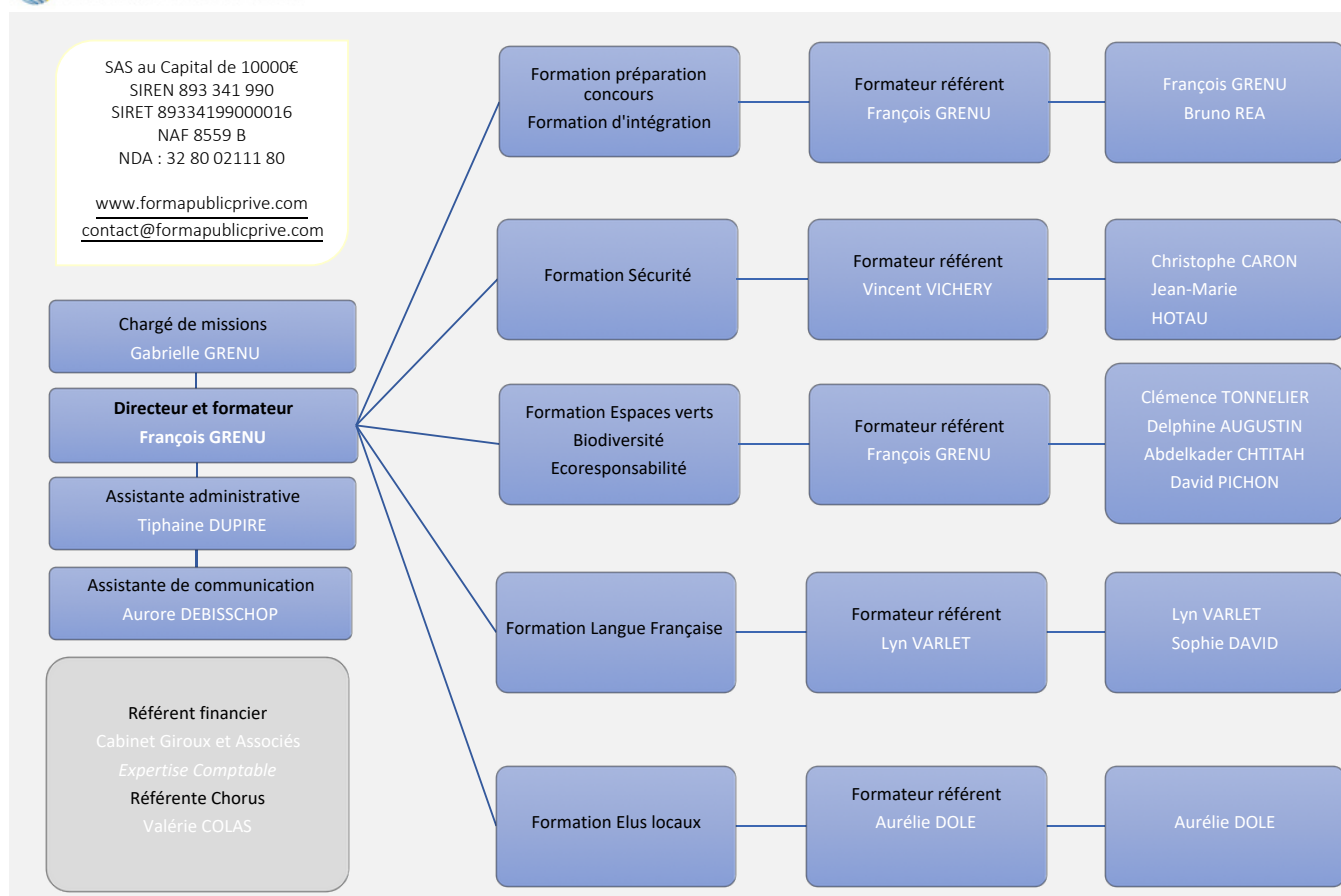 SAS au Capital de 10000€
SIREN 893 341 990
SIRET 89334199000016
NAF 8559 B
NDA : 32 80 02111 80
www.formapublicprive.com
contact@formapublicprive.com
Chargé de missions
Gabrielle GRENU
Directeur et formateur
François GRENU
Assistante administrative
Tiphaine DUPIRE
Assistante de communication
Aurore DEBISSCHOP
Référent financier
Cabinet Giroux et Associés
Expertise Comptable
Référente Chorus
Valérie COLAS
Formation préparation
concours
Formation d'intégration
Formateur référent
François GRENU
François GRENU
Bruno REA
Formation Sécurité
Formateur référent
Vincent VICHERY
Christophe CARON
Jean-Marie
HOTAU
Formation Espaces verts
Biodiversité
Ecoresponsabilité
Formateur référent
François GRENU
Clémence TONNELIER
Delphine AUGUSTIN
Abdelkader CHTITAH
David PICHON
Formation Langue Française
Formateur référent
Lyn VARLET
Lyn VARLET
Sophie DAVID
Formation Elus locaux
Formateur référent
Aurélie DOLE
Aurélie DOLE